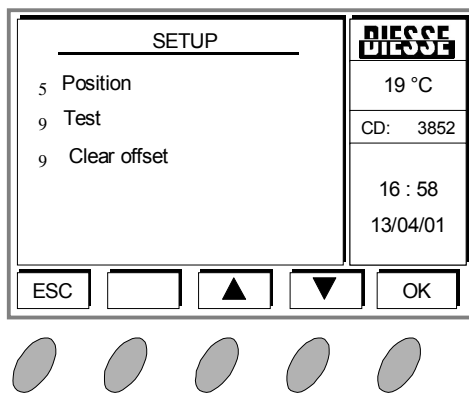 SETUP
5 Position
9 Test
9 Clear offset
DIESSE
19 °C
CD: 3852
16 : 58
13/04/01
ESC ▲ ▼ OK